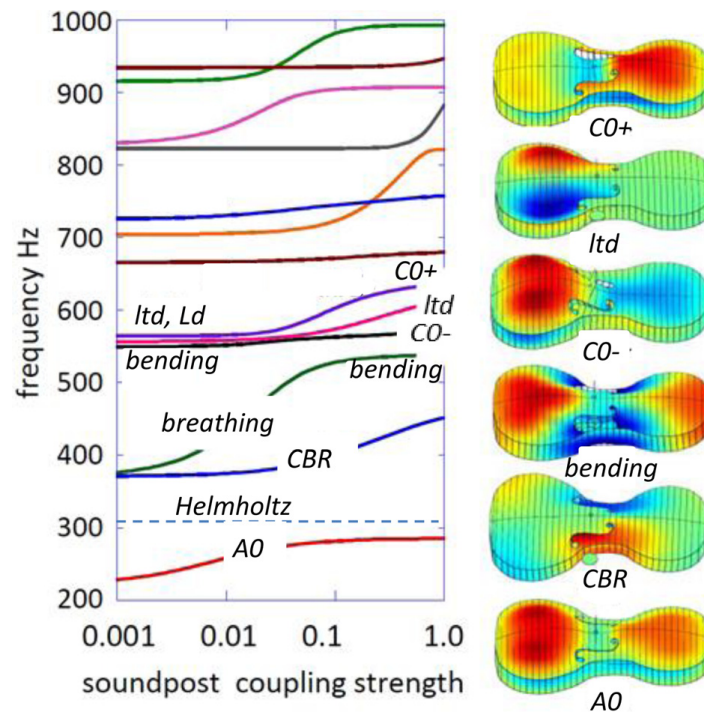 1000
900
800
700
600
500
400
300
200
frequency Hz
C0+
ltd, Ld
ltd
C0-
bending
bending
breathing
CBR
Helmholtz
A0
0.001
0.01
0.1
1.0
soundpost coupling strength
C0+
ltd
C0-
bending
CBR
A0